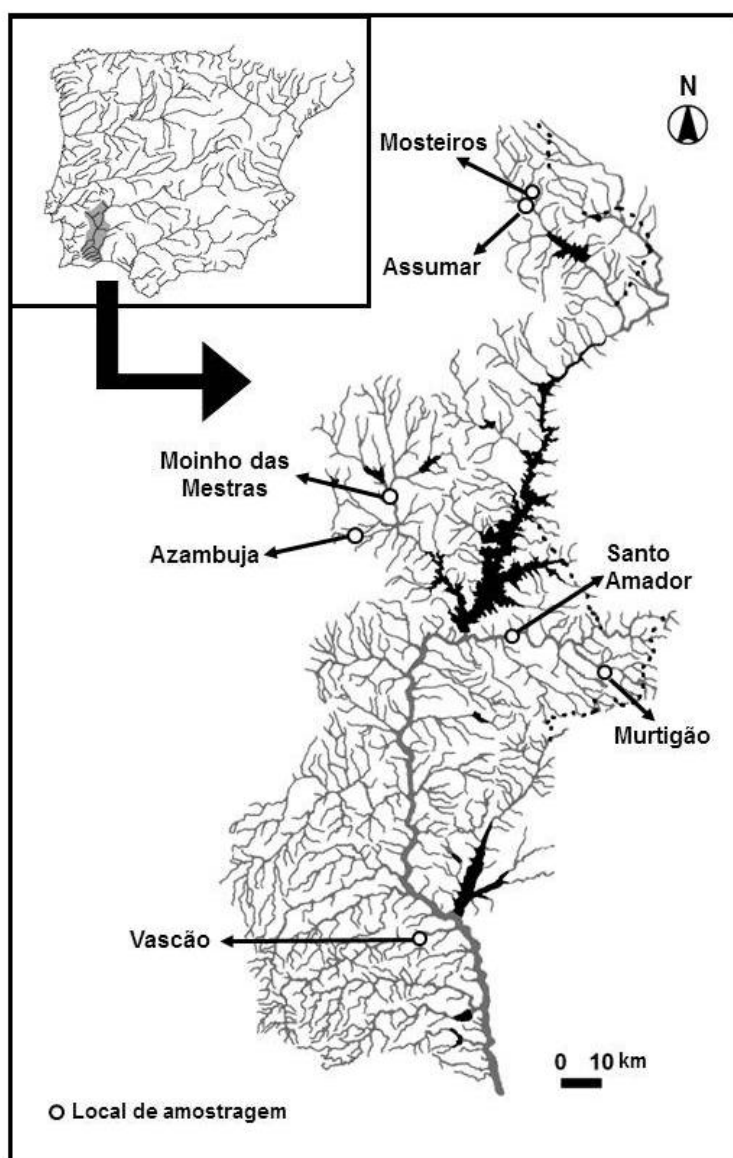 N
Mosteiros
Assumar
Moinho das
Mestras
Azambuja
Santo
Amador
Murtigão
Vascão
0 10 km
Local de amostragem